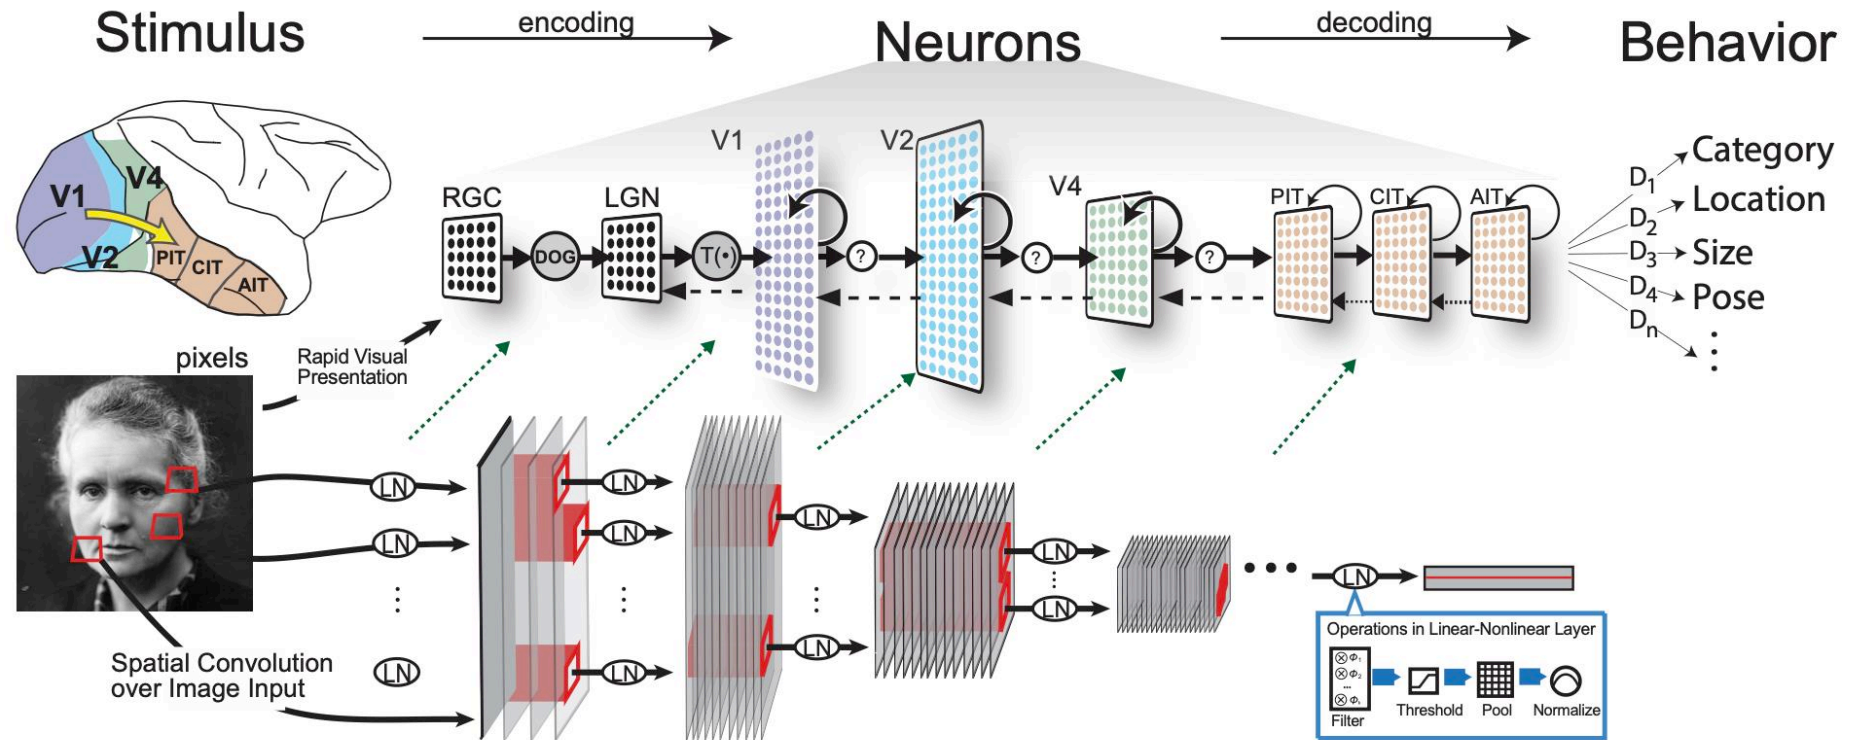 Stimulus
encoding
Neurons
decoding
Behavior
V1
V4
V2
PIT
CIT
AIT
RGC
DOG
LGN
T(•)
V1
?
V2
?
V4
?
PIT
CIT
AIT
D1
Category
D2
Location
D3
Size
D4
Pose
Dn
⋮
pixels
Rapid Visual
Presentation
LN
LN
⋮
LN
Spatial Convolution
over Image Input
LN
LN
⋮
LN
LN
⋮
LN
LN
⋮
LN
•••
LN
Operations in Linear-Nonlinear Layer
⊗ Φ1
⊗ Φ2
...
Filter
Threshold
Pool
Normalize